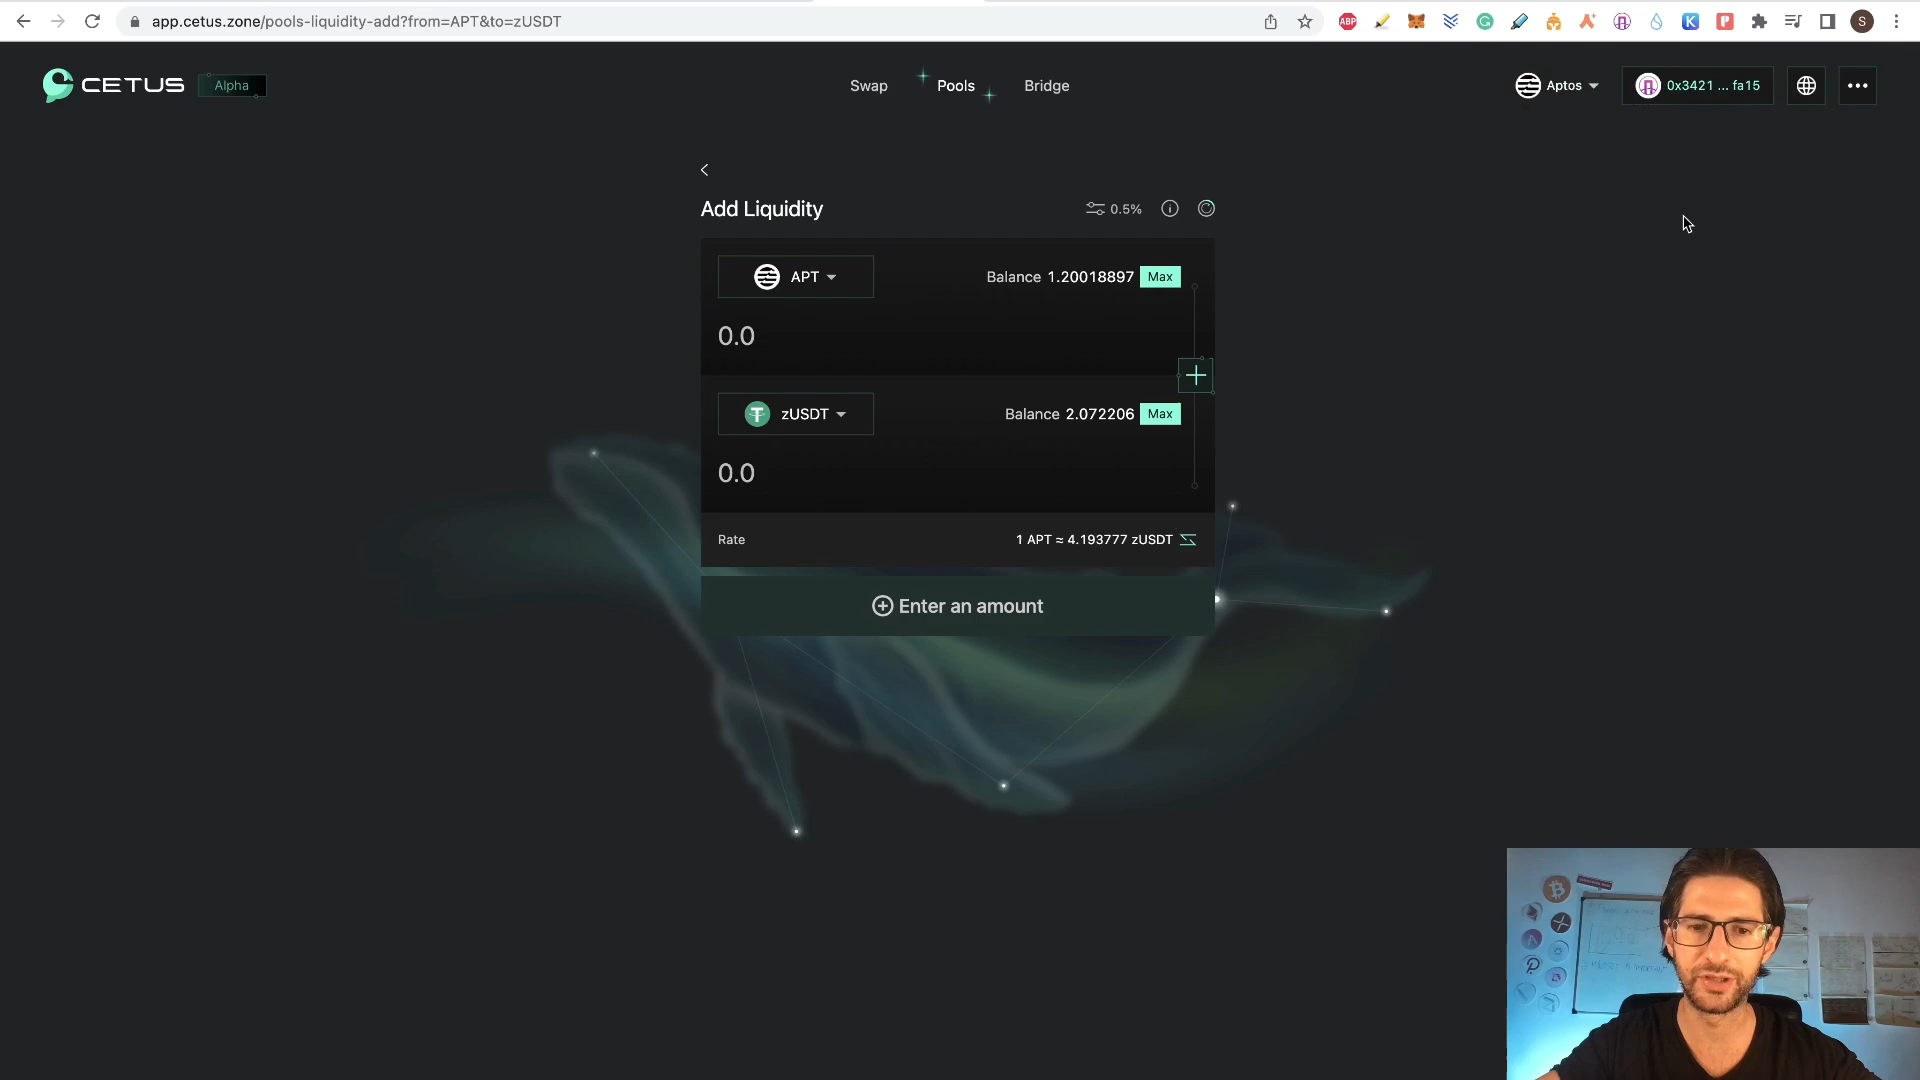 app.cetus.zone/pools-liquidity-add?from=APT&to=zUSDT
ABP
K
P
S
CETUS
Alpha
Swap
Pools
Bridge
Aptos
0x3421 ... fa15
Add Liquidity
0.5%
APT
Balance 1.20018897
Max
0.0
zUSDT
Balance 2.072206
Max
0.0
Rate
1 APT ≈ 4.193777 zUSDT
Enter an amount